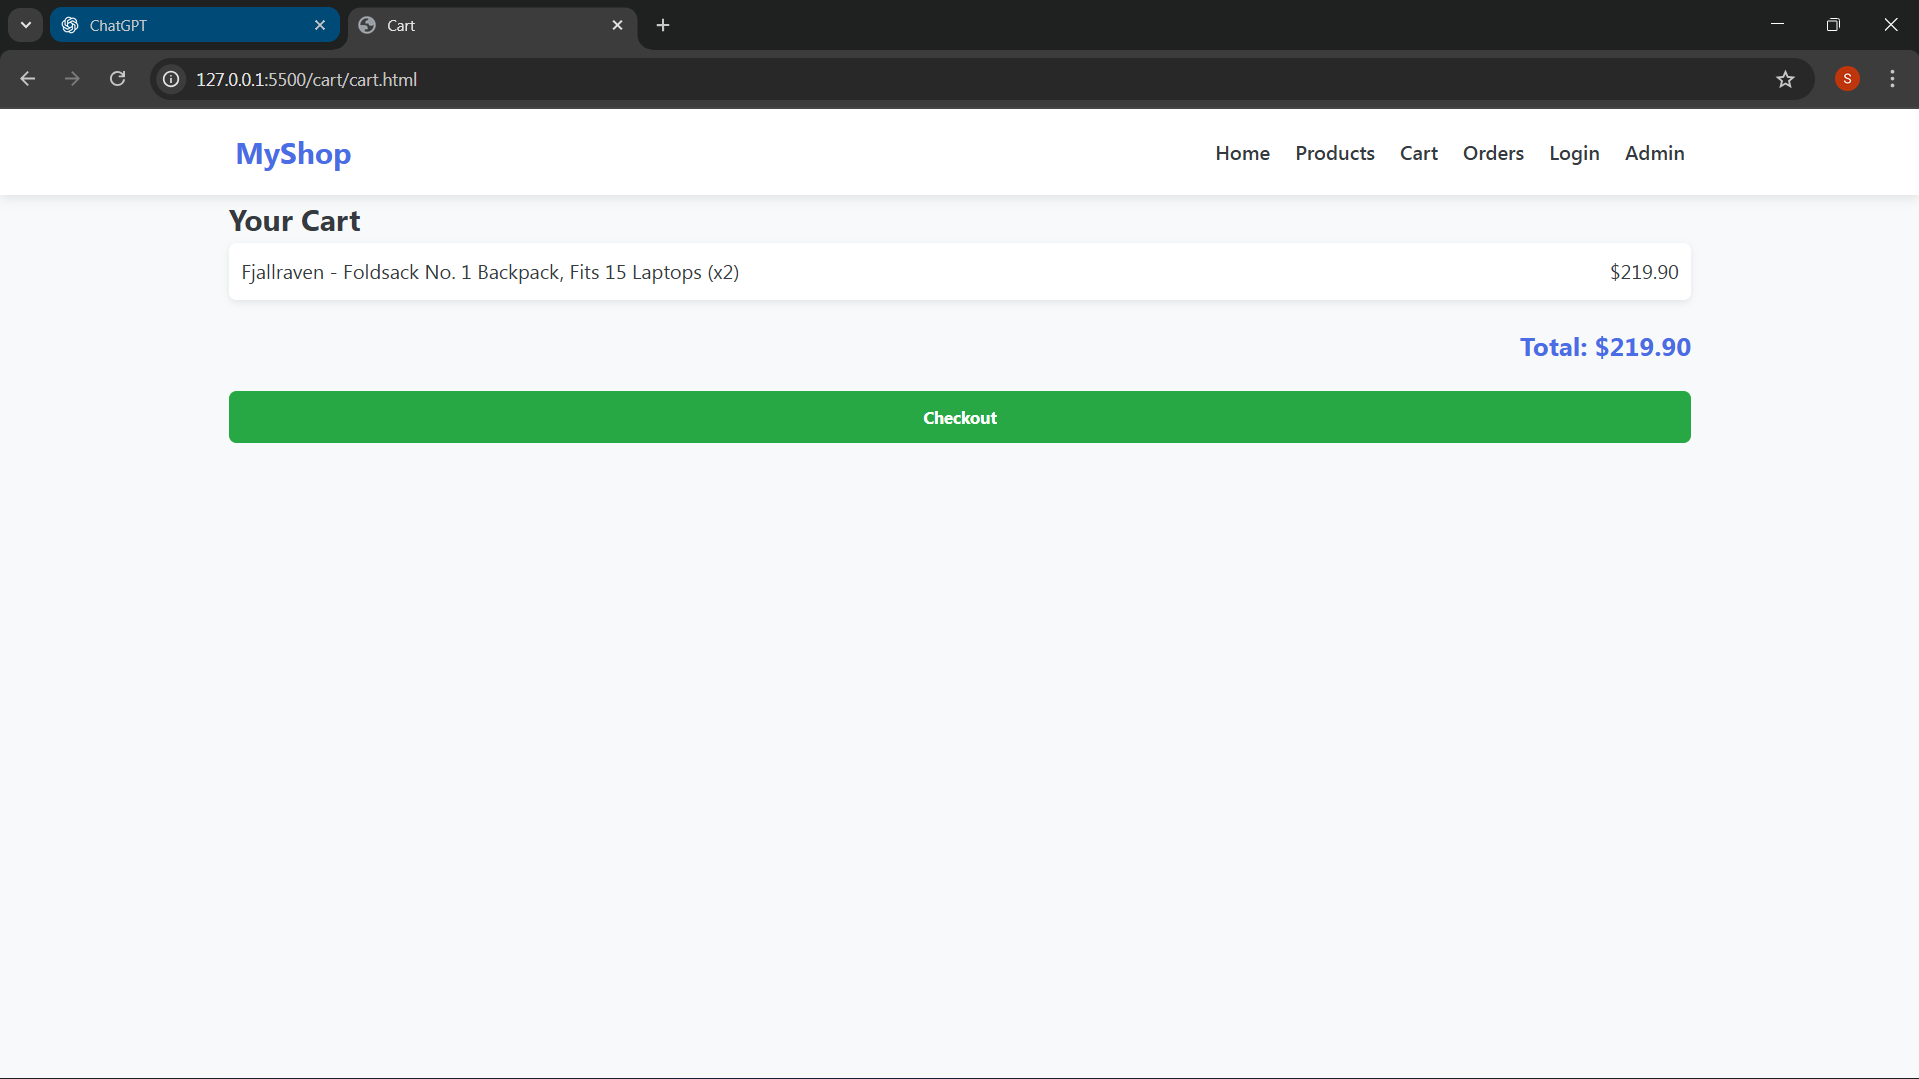 ChatGPT
Cart
127.0.0.1:5500/cart/cart.html
S
MyShop
Home Products Cart Orders Login Admin
Your Cart
Fjallraven - Foldsack No. 1 Backpack, Fits 15 Laptops (x2) $219.90
Total: $219.90
Checkout